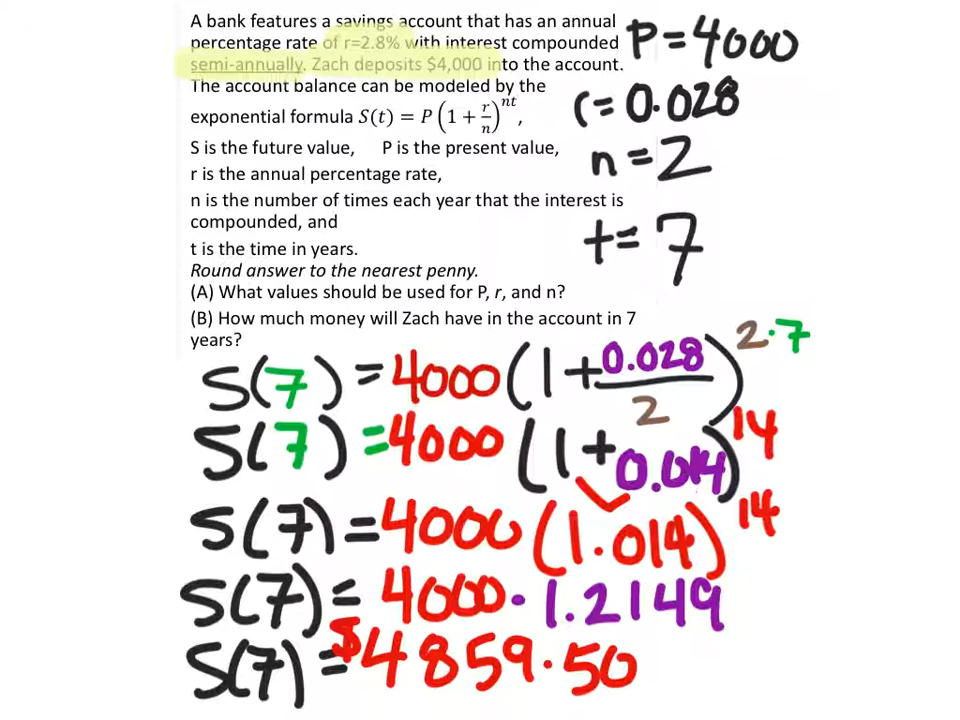 A bank features a savings account that has an annual
percentage rate of r=2.8% with interest compounded
semi-annually. Zach deposits $4,000 into the account.
The account balance can be modeled by the
exponential formula S(t) = P(1 + r/n)^nt,
S is the future value, P is the present value,
r is the annual percentage rate,
n is the number of times each year that the interest is
compounded, and
t is the time in years.
Round answer to the nearest penny.
(A) What values should be used for P, r, and n?
(B) How much money will Zach have in the account in 7
years?
P=4000
r=0.028
n=2
t=7
S(7) = 4000(1+0.028/2)^2·7
S(7) = 4000(1+0.014)^14
S(7) = 4000(1.014)^14
S(7) = 4000·1.2149
S(7) = $4859.50